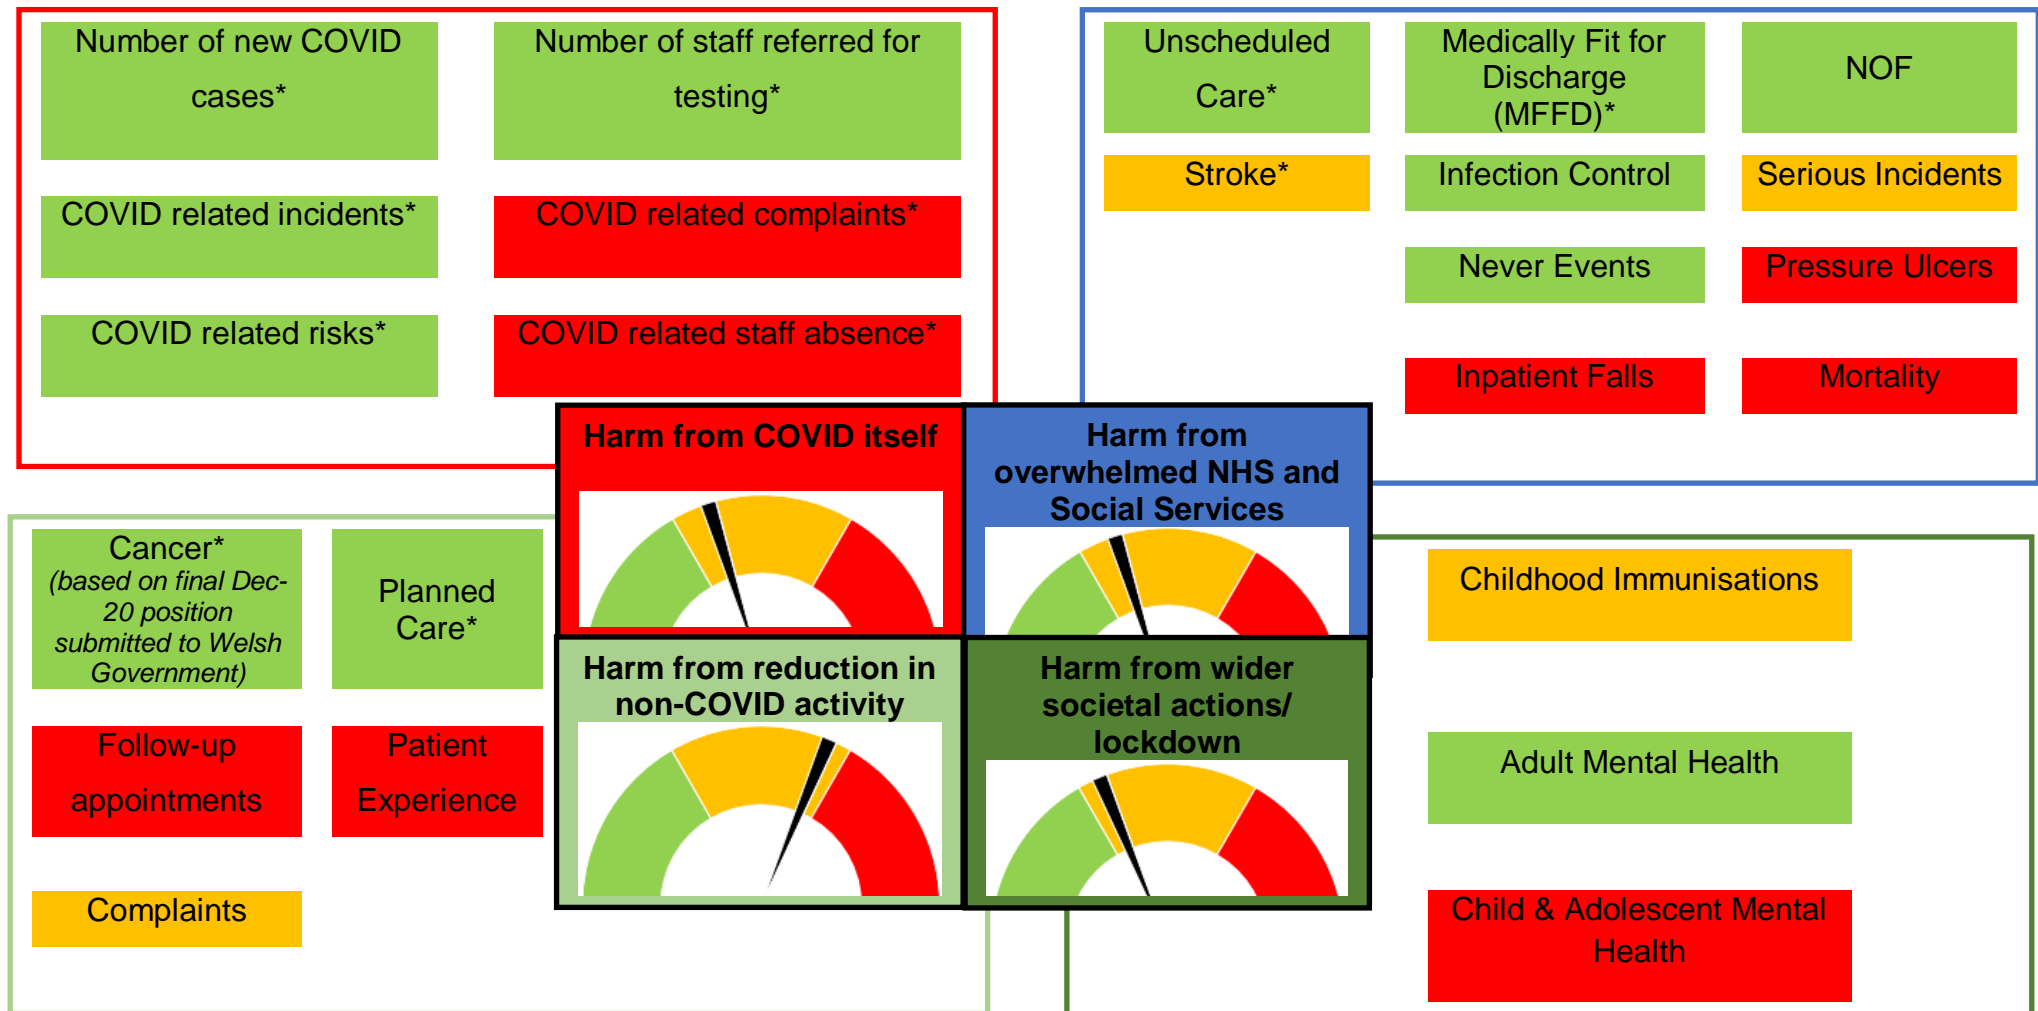 Number of new COVID
cases*
Number of staff referred for
testing*
COVID related incidents*
COVID related complaints*
COVID related risks*
COVID related staff absence*
Unscheduled
Care*
Medically Fit for
Discharge
(MFFD)*
NOF
Stroke*
Infection Control
Serious Incidents
Never Events
Pressure Ulcers
Inpatient Falls
Mortality
Harm from COVID itself
Harm from
overwhelmed NHS and
Social Services
Cancer*
(based on final Dec-
20 position
submitted to Welsh
Government)
Planned
Care*
Follow-up
appointments
Patient
Experience
Complaints
Harm from reduction in
non-COVID activity
Harm from wider
societal actions/
lockdown
Childhood Immunisations
Adult Mental Health
Child & Adolescent Mental
Health